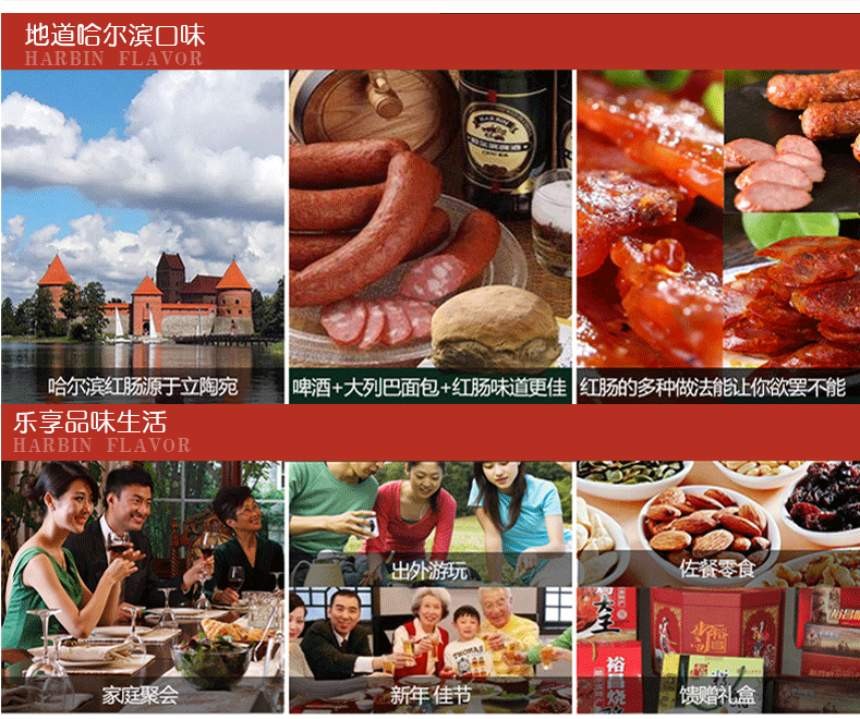 地道哈尔滨口味
HARBIN FLAVOR
哈尔滨红肠源于立陶宛
啤酒+大列巴面包+红肠味道更佳
红肠的多种做法能让你欲罢不能
乐享品味生活
HARBIN FLAVOR
出外游玩
佐餐零食
家庭聚会
新年 佳节
馈赠礼盒